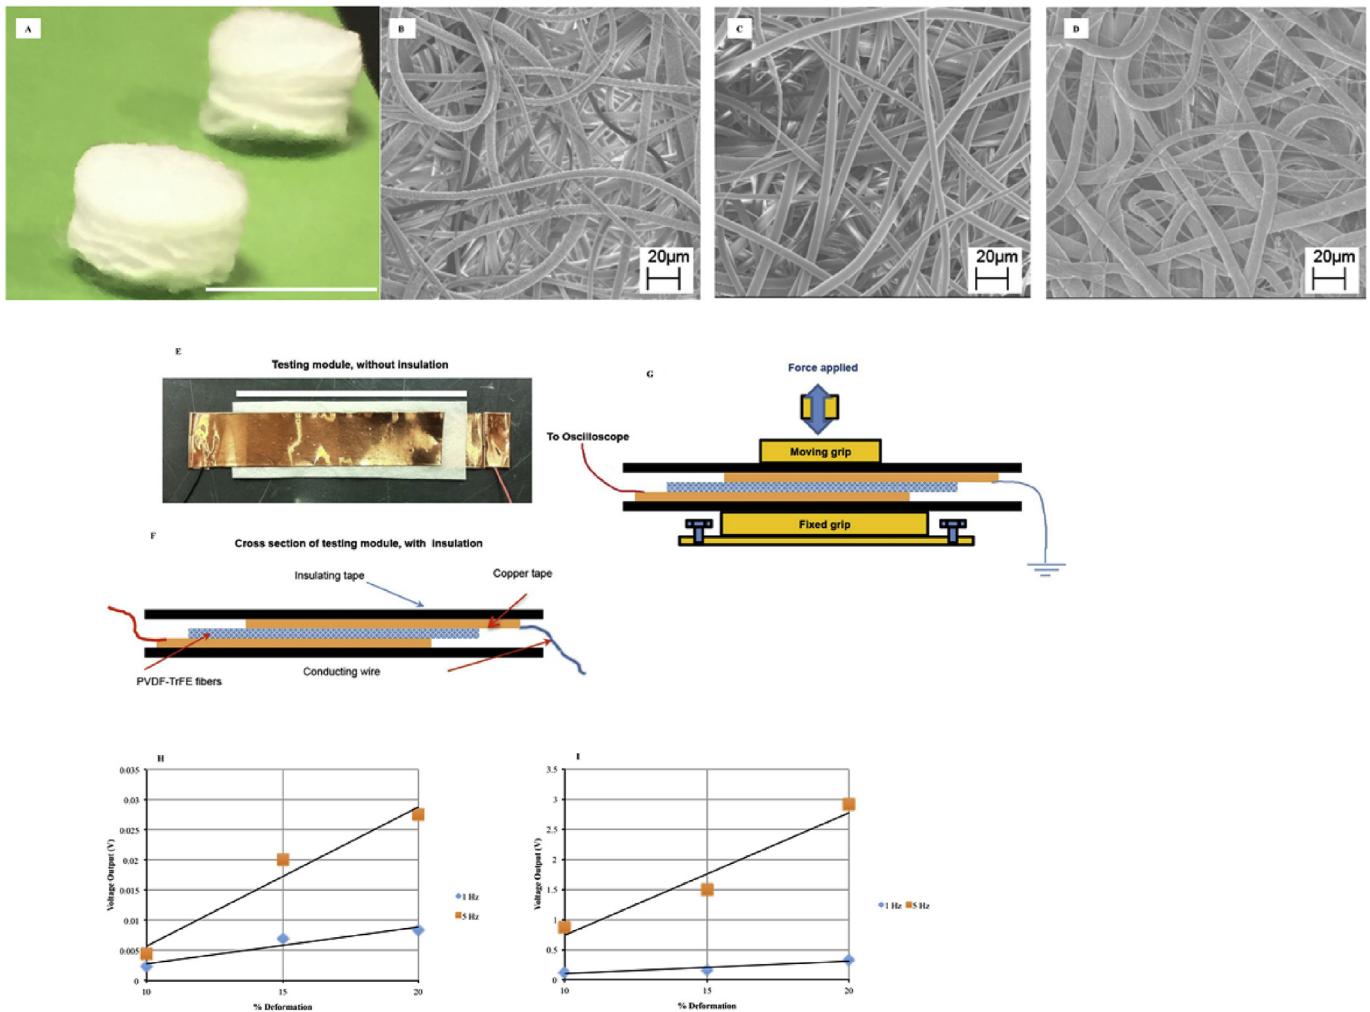 A
B
C
D
20µm
20µm
20µm
E
Testing module, without insulation
G
Force applied
To Oscilloscope
Moving grip
Fixed grip
F
Cross section of testing module, with insulation
Insulating tape
Copper tape
PVDF-TrFE fibers
Conducting wire
H
0.035
0.03
0.025
0.02
0.015
0.01
0.005
0
10
15
20
Voltage Output (V)
% Deformation
1 Hz
5 Hz
I
3.5
3
2.5
2
1.5
1
0.5
0
10
15
20
Voltage Output (V)
% Deformation
1 Hz 5 Hz